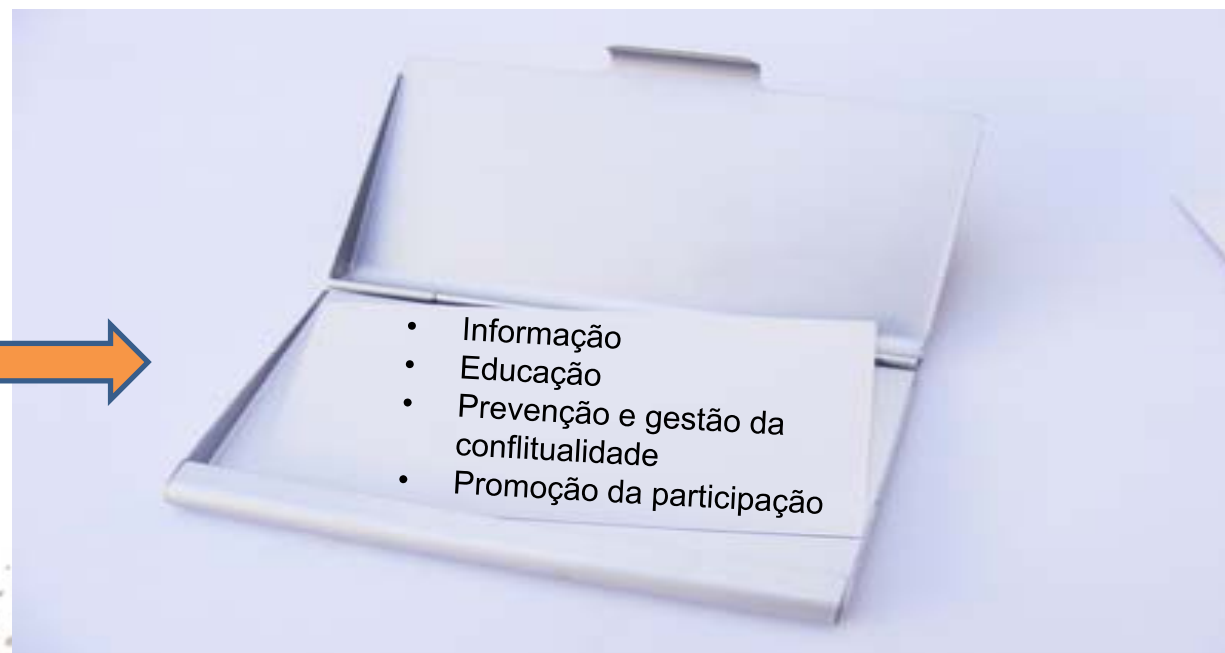 • Informação
• Educação
• Prevenção e gestão da
conflitualidade
• Promoção da participação